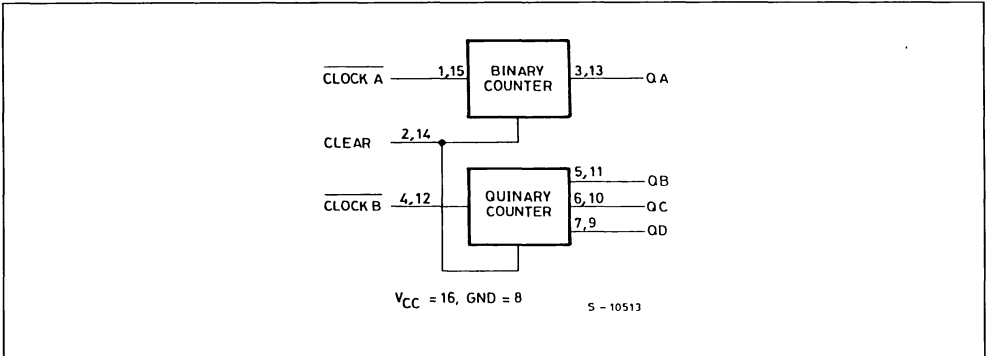 CLOCK A 1,15 BINARY COUNTER 3,13 QA
CLEAR 2,14
CLOCK B 4,12 QUINARY COUNTER 5,11 QB
6,10 QC
7,9 QD
VCC = 16, GND = 8
S - 10513